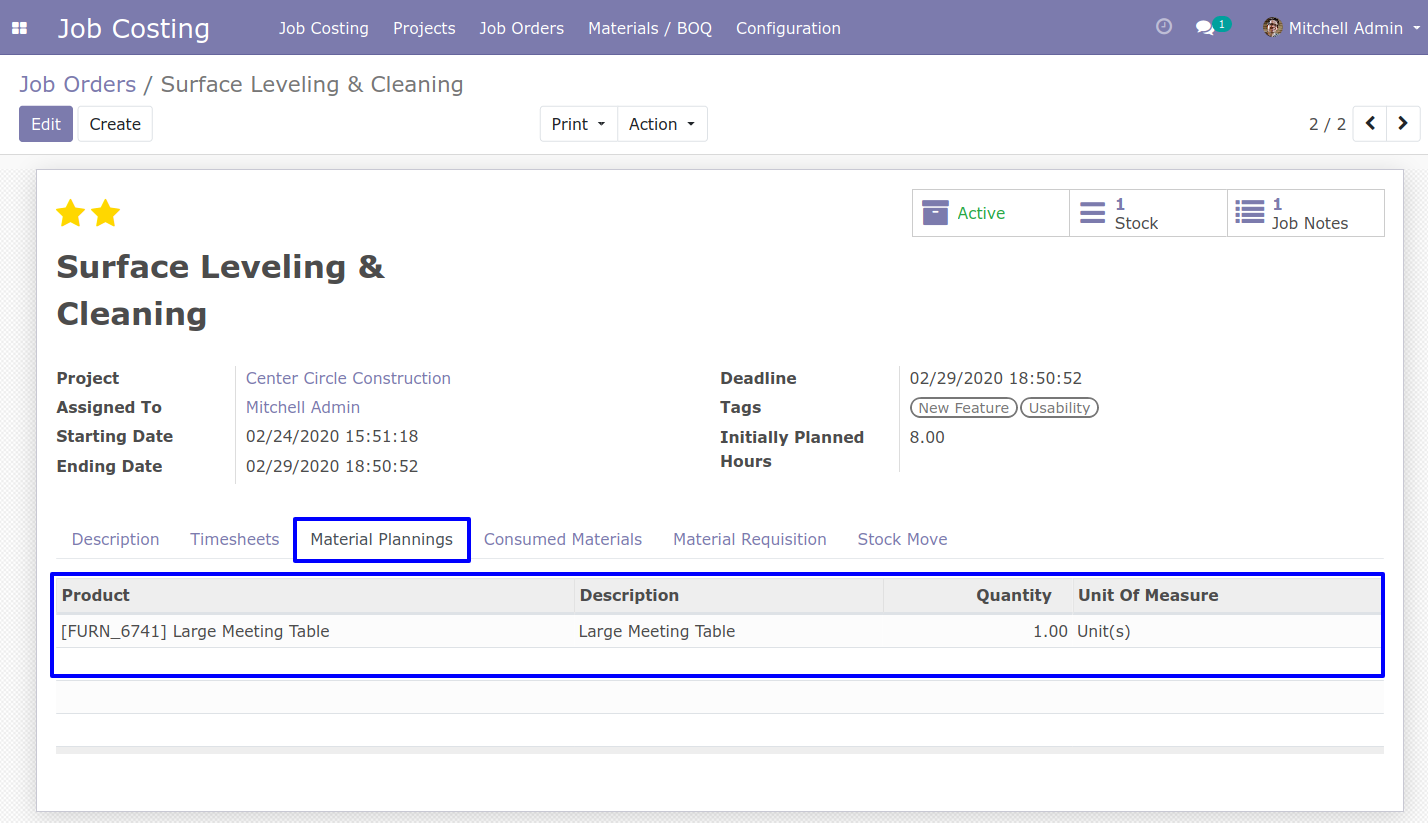 Job Costing Job Costing Projects Job Orders Materials / BOQ Configuration 1 Mitchell Admin
Job Orders / Surface Leveling & Cleaning
Edit Create Print Action 2 / 2
Active 1 Stock 1 Job Notes
Surface Leveling &
Cleaning
Project Center Circle Construction Deadline 02/29/2020 18:50:52
Assigned To Mitchell Admin Tags New Feature Usability
Starting Date 02/24/2020 15:51:18 Initially Planned Hours 8.00
Ending Date 02/29/2020 18:50:52
Description Timesheets Material Plannings Consumed Materials Material Requisition Stock Move
Product Description Quantity Unit Of Measure
[FURN_6741] Large Meeting Table Large Meeting Table 1.00 Unit(s)